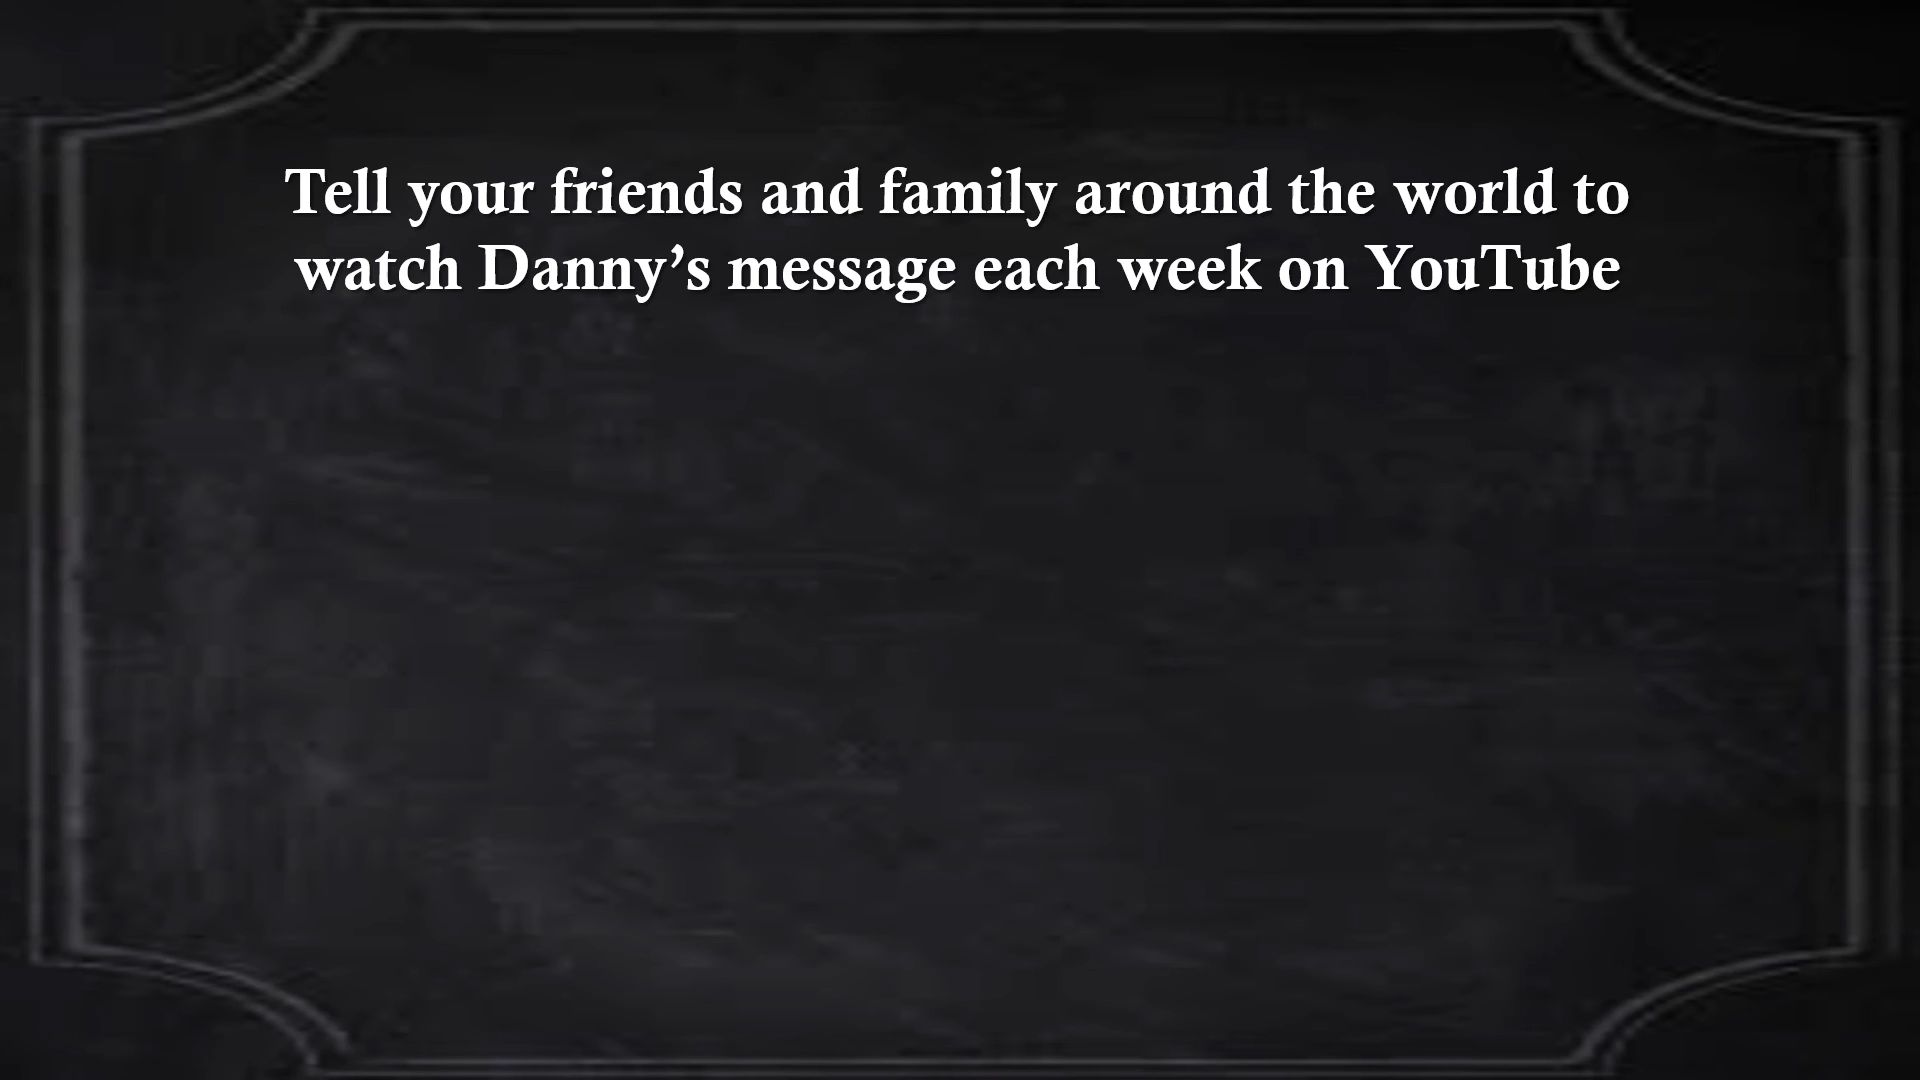 Tell your friends and family around the world to
watch Danny’s message each week on YouTube